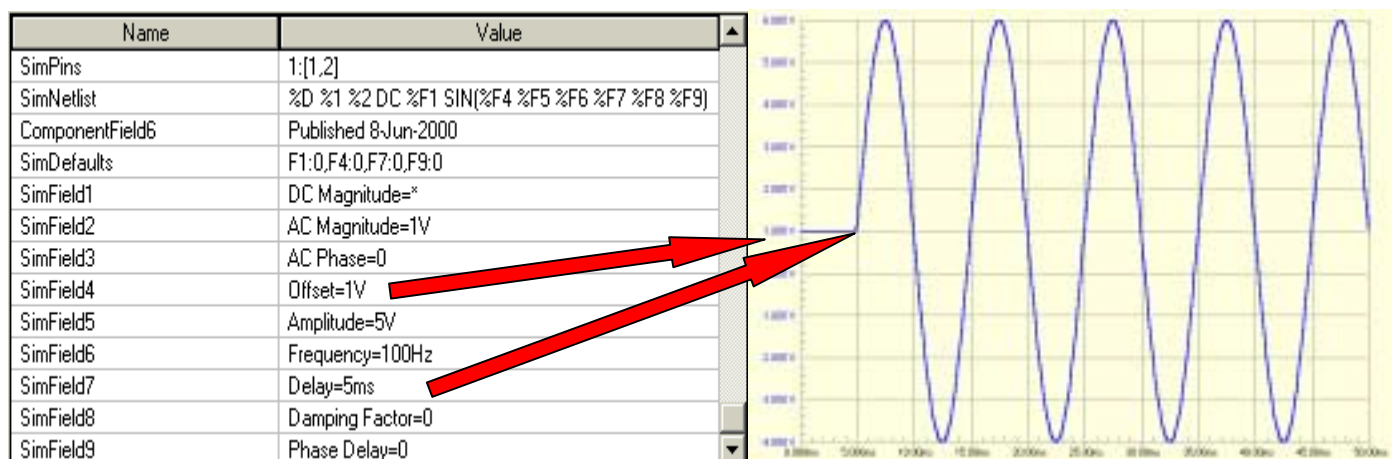 Name Value
SimPins 1:[1,2]
SimNetlist %D %1 %2 DC %F1 SIN(%F4 %F5 %F6 %F7 %F8 %F9)
ComponentField6 Published 8-Jun-2000
SimDefaults F1:0,F4:0,F7:0,F9:0
SimField1 DC Magnitude=*
SimField2 AC Magnitude=1V
SimField3 AC Phase=0
SimField4 Offset=1V
SimField5 Amplitude=5V
SimField6 Frequency=100Hz
SimField7 Delay=5ms
SimField8 Damping Factor=0
SimField9 Phase Delay=0